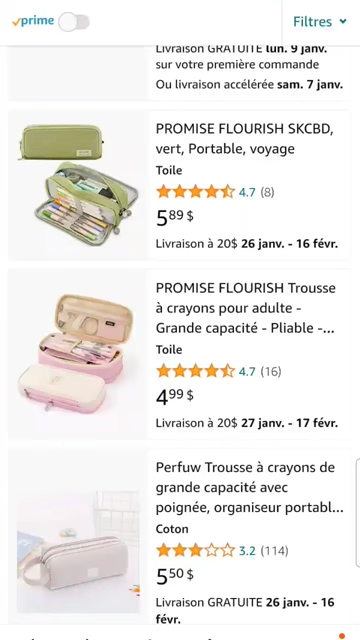 prime
Filtres
Livraison GRATUITE lun. 9 janv.
sur votre première commande
Ou livraison accélérée sam. 7 janv.
PROMISE FLOURISH SKCBD,
vert, Portable, voyage
Toile
4.7 (8)
5 89 $
Livraison à 20$ 26 janv. - 16 févr.
PROMISE FLOURISH Trousse
à crayons pour adulte -
Grande capacité - Pliable -...
Toile
4.7 (16)
4 99 $
Livraison à 20$ 27 janv. - 17 févr.
Perfuw Trousse à crayons de
grande capacité avec
poignée, organiseur portabl...
Coton
3.2 (114)
5 50 $
Livraison GRATUITE 26 janv. - 16
févr.